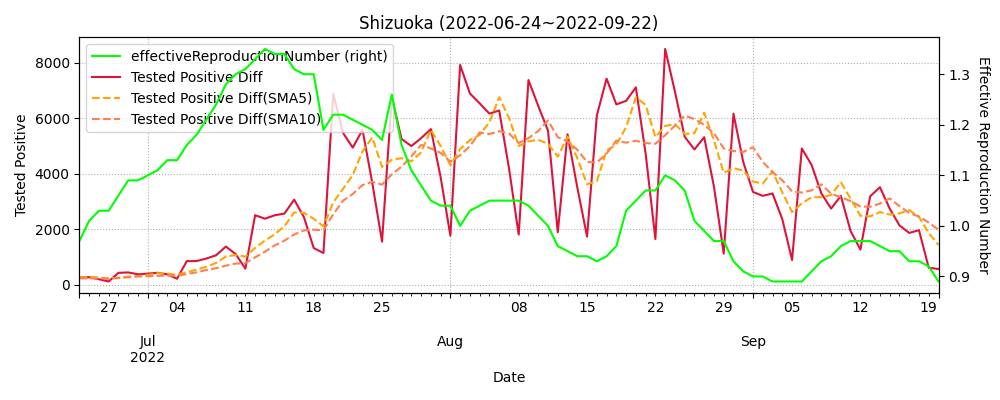 Shizuoka (2022-06-24~2022-09-22)
effectiveReproductionNumber (right)
Tested Positive Diff
Tested Positive Diff(SMA5)
Tested Positive Diff(SMA10)
Tested Positive
8000
6000
4000
2000
0
Effective Reproduction Number
1.3
1.2
1.1
1.0
0.9
27 04 11 18 25 08 15 22 29 05 12 19
Jul Aug Sep
2022
Date